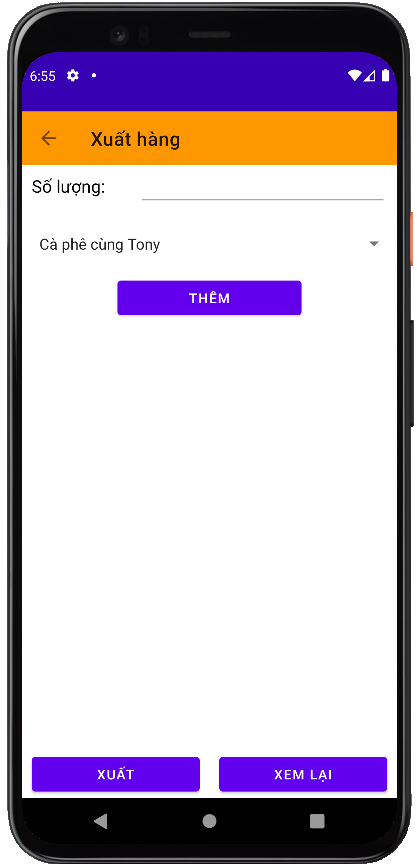 6:55
Xuất hàng
Số lượng:
Cà phê cùng Tony
THÊM
XUẤT
XEM LẠI